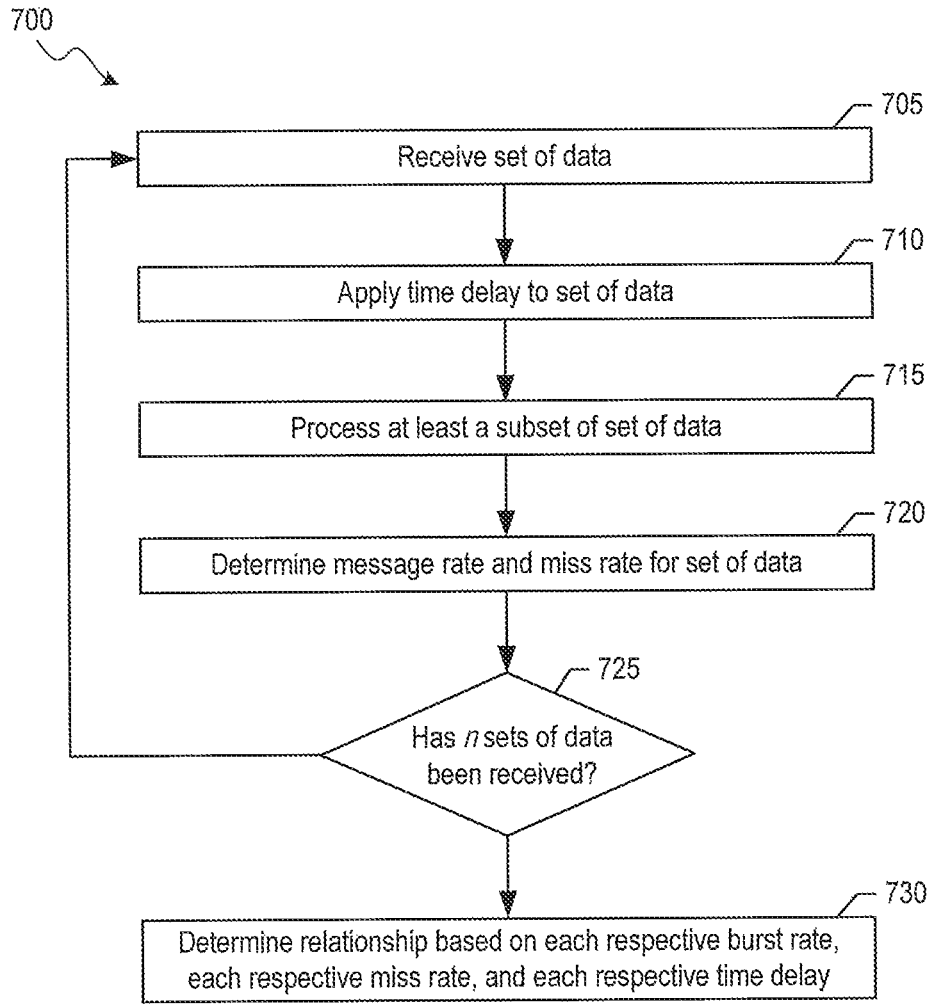 700
705
Receive set of data
710
Apply time delay to set of data
715
Process at least a subset of set of data
720
Determine message rate and miss rate for set of data
725
Has n sets of data
been received?
730
Determine relationship based on each respective burst rate,
each respective miss rate, and each respective time delay